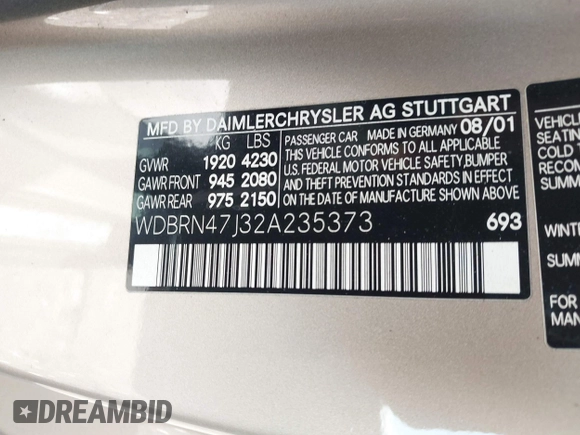 MFD BY DAIMLERCHRYSLER AG STUTTGART
KG LBS
GVWR 1920 4230
GAWR FRONT 945 2080
GAWR REAR 975 2150
PASSENGER CAR MADE IN GERMANY 08/01
THIS VEHICLE CONFORMS TO ALL APPLICABLE
U.S. FEDERAL MOTOR VEHICLE SAFETY, BUMPER
AND THEFT PREVENTION STANDARDS IN EFFECT
ON THE DATE OF MANUFACTURE SHOWN ABOVE
WDBRN47J32A235373 693
VEHICLE
SEATING
COLD
RECOM
SUMM
WINTE
SUMM
FOR
MAN
DREAMBID